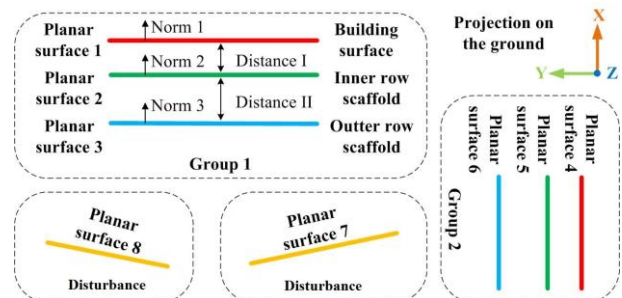 Planar
surface 1
Norm 1
Building
surface
Distance I
Planar
surface 2
Norm 2
Inner row
scaffold
Distance II
Planar
surface 3
Norm 3
Outter row
scaffold
Group 1
Projection on
the ground
X
Y
Z
Planar
surface 4
Planar
surface 5
Planar
surface 6
Group 2
Planar
surface 8
Disturbance
Planar
surface 7
Disturbance